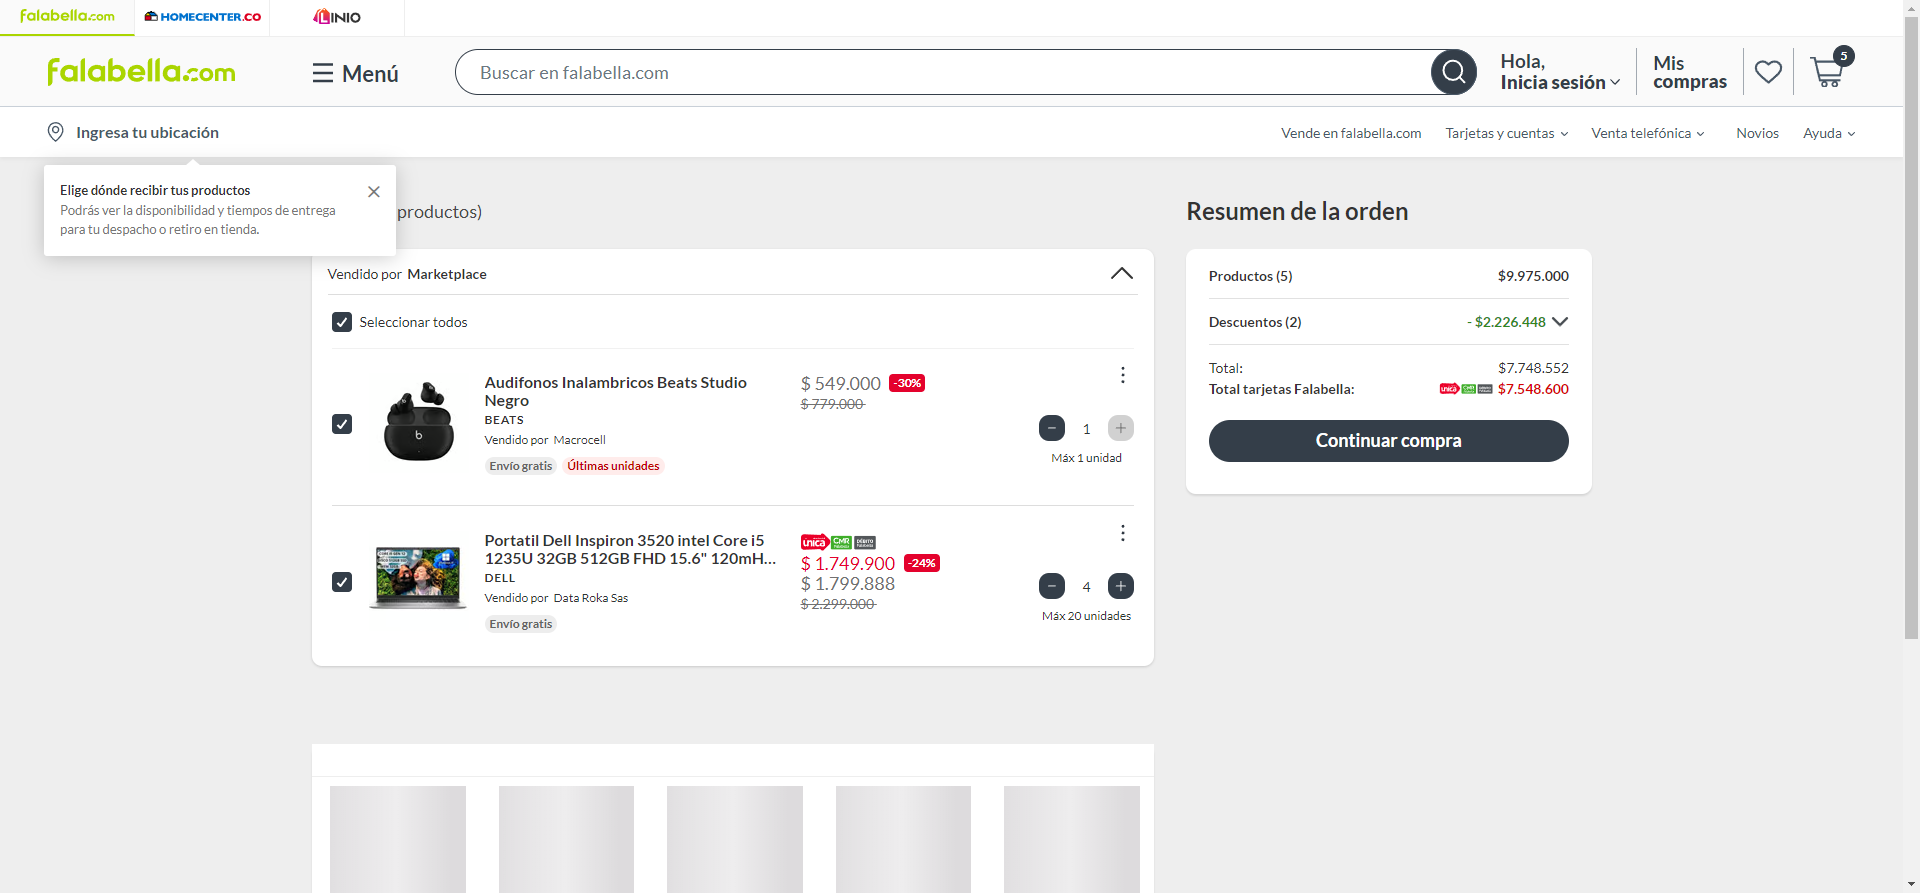 falabella.com
HOMECENTER.CO
LINIO
falabella.com
Menú
Buscar en falabella.com
Hola,
Inicia sesión
Mis
compras
5
Ingresa tu ubicación
Vende en falabella.com
Tarjetas y cuentas
Venta telefónica
Novios
Ayuda
Elige dónde recibir tus productos
Podrás ver la disponibilidad y tiempos de entrega
para tu despacho o retiro en tienda.
productos)
Vendido por Marketplace
Seleccionar todos
Audifonos Inalambricos Beats Studio
Negro
BEATS
Vendido por Macrocell
Envío gratis
Últimas unidades
$ 549.000
-30%
$ 779.000
1
Máx 1 unidad
Portatil Dell Inspiron 3520 intel Core i5
1235U 32GB 512GB FHD 15.6" 120mH...
DELL
Vendido por Data Roka Sas
Envío gratis
unica CMR DÉBITO
$ 1.749.900
-24%
$ 1.799.888
$ 2.299.000
4
Máx 20 unidades
Resumen de la orden
Productos (5) $9.975.000
Descuentos (2) - $2.226.448
Total: $7.748.552
Total tarjetas Falabella: unica CMR $7.548.600
Continuar compra